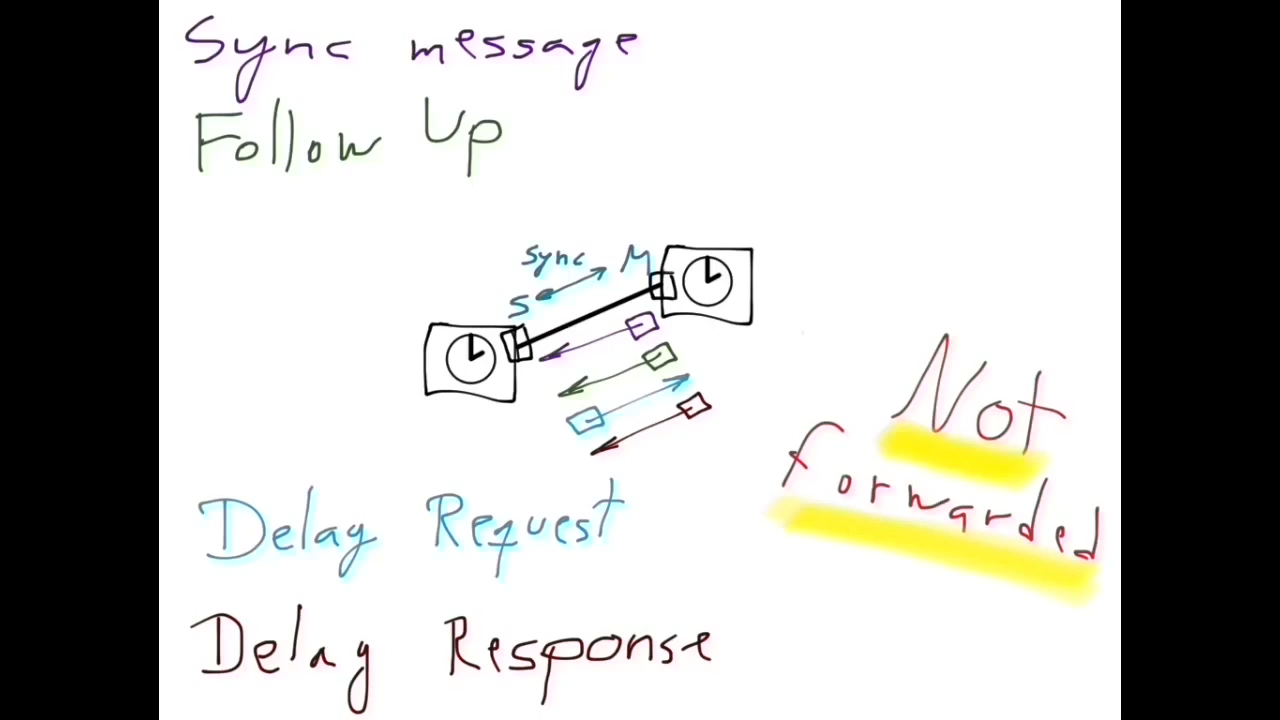 Sync message
Follow Up
Sync
M
S
Not
forwarded
Delay Request
Delay Response